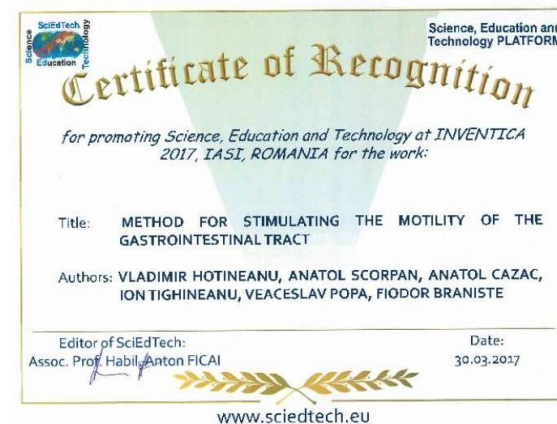 SciEdTech
Science
Education
Technology
Science, Education and
Technology PLATFORM
Certificate of Recognition
for promoting Science, Education and Technology at INVENTICA
2017, IASI, ROMANIA for the work:
Title: METHOD FOR STIMULATING THE MOTILITY OF THE
GASTROINTESTINAL TRACT
Authors: VLADIMIR HOTINEANU, ANATOL SCORPAN, ANATOL CAZAC,
ION TIGHINEANU, VEACESLAV POPA, FIODOR BRANISTE
Editor of SciEdTech:
Assoc. Prof. Habil. Anton FICAI
Date:
30.03.2017
www.sciedtech.eu